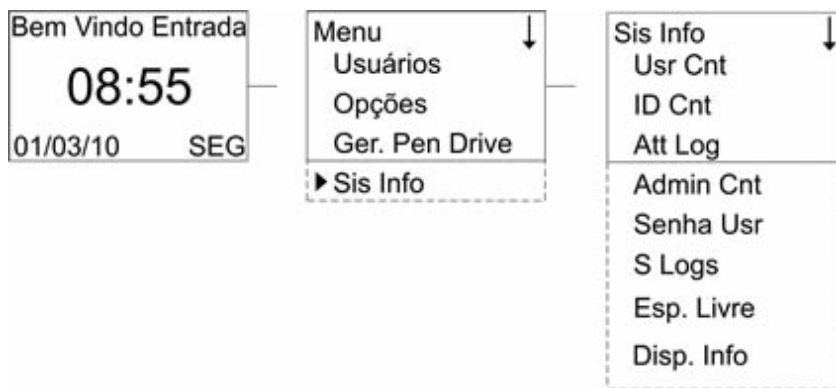 Bem Vindo Entrada
08:55
01/03/10 SEG
Menu
Usuários
Opções
Ger. Pen Drive
Sis Info
Sis Info
Usr Cnt
ID Cnt
Att Log
Admin Cnt
Senha Usr
S Logs
Esp. Livre
Disp. Info